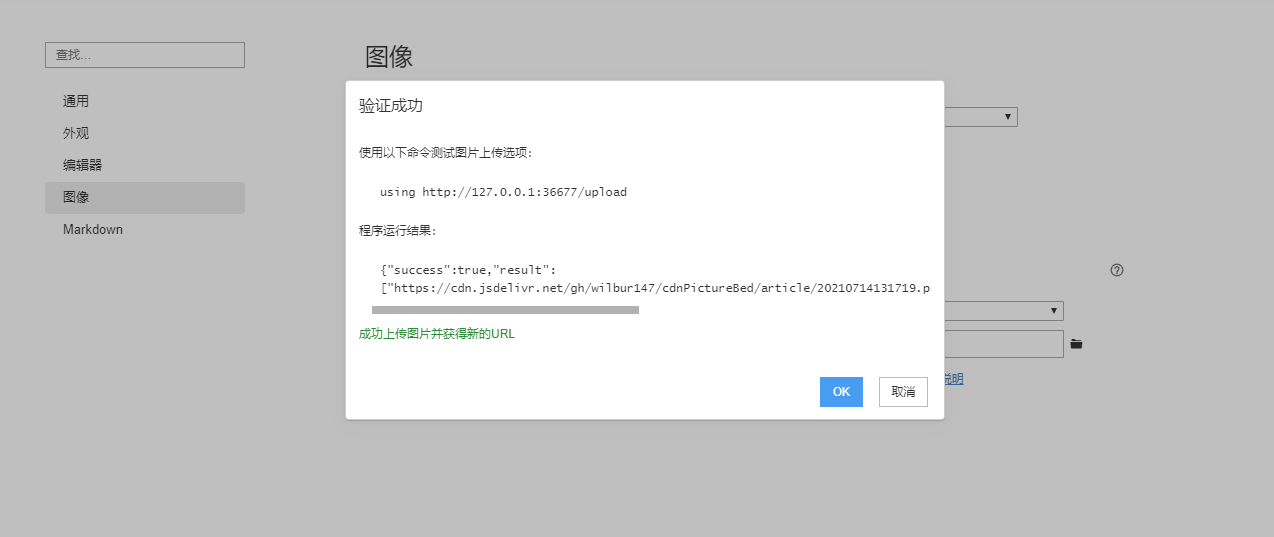 查找...
图像
通用
外观
编辑器
图像
Markdown
验证成功
使用以下命令测试图片上传选项:
using http://127.0.0.1:36677/upload
程序运行结果:
{"success":true,"result":
["https://cdn.jsdelivr.net/gh/wilbur147/cdnPictureBed/article/20210714131719.p
成功上传图片并获得新的URL
OK
取消
说明